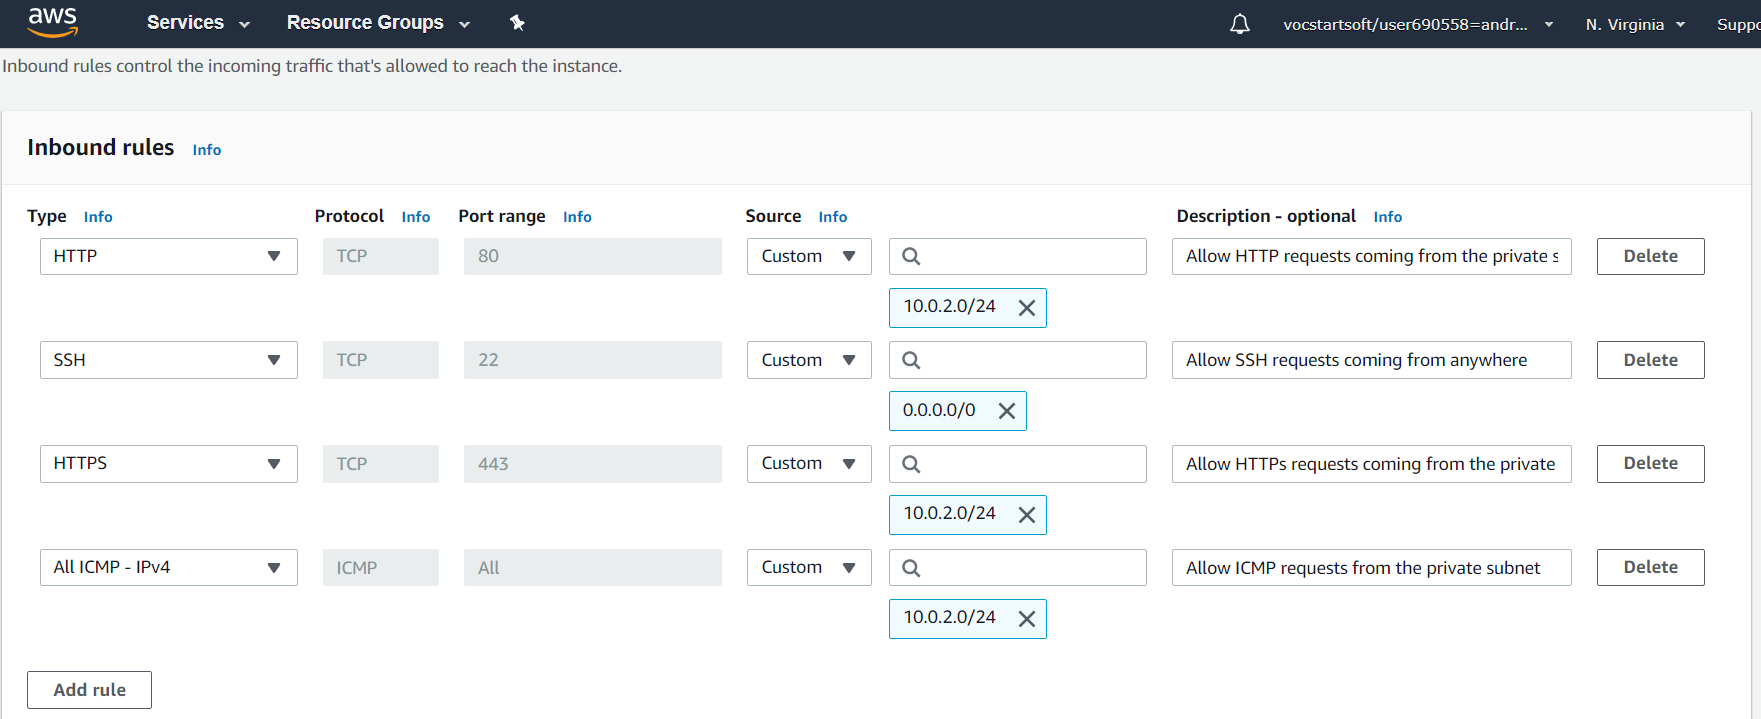 aws Services Resource Groups vocstartsoft/user690558=andr... N. Virginia Suppo
Inbound rules control the incoming traffic that's allowed to reach the instance.
Inbound rules Info
Type Info Protocol Info Port range Info Source Info Description - optional Info
HTTP TCP 80 Custom Allow HTTP requests coming from the private s Delete
10.0.2.0/24
SSH TCP 22 Custom Allow SSH requests coming from anywhere Delete
0.0.0.0/0
HTTPS TCP 443 Custom Allow HTTPs requests coming from the private Delete
10.0.2.0/24
All ICMP - IPv4 ICMP All Custom Allow ICMP requests from the private subnet Delete
10.0.2.0/24
Add rule